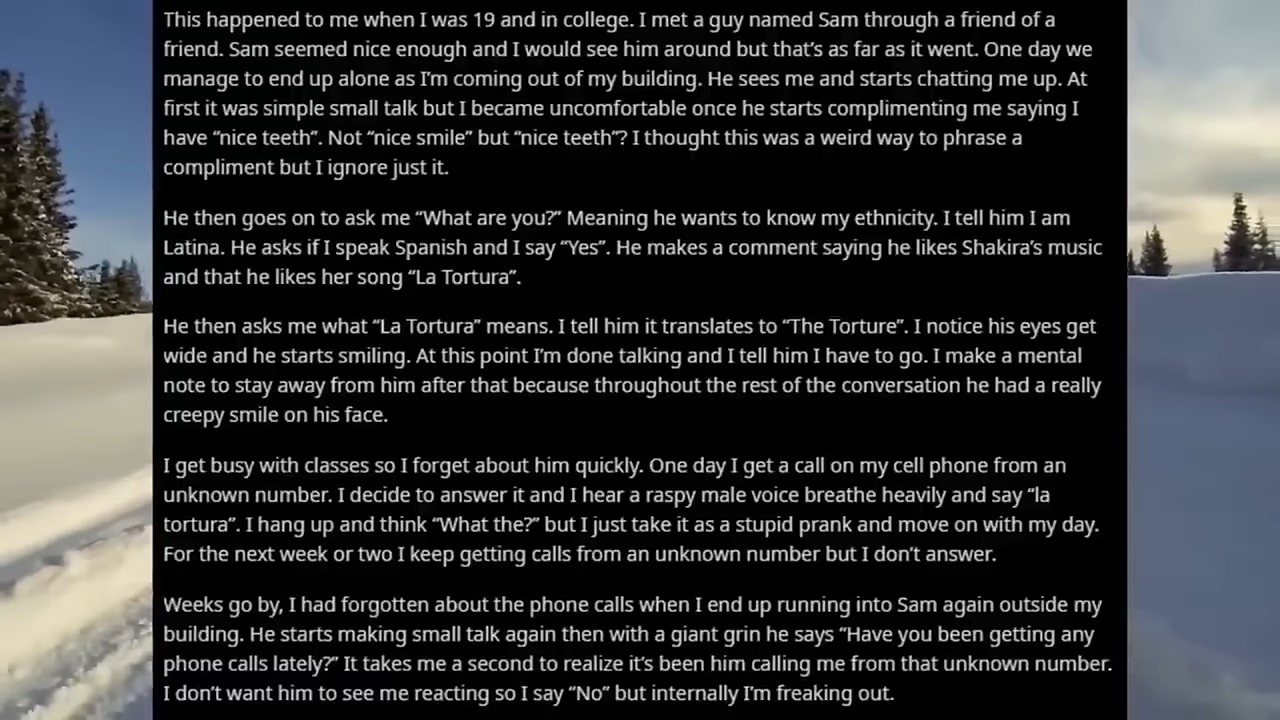 This happened to me when I was 19 and in college. I met a guy named Sam through a friend of a
friend. Sam seemed nice enough and I would see him around but that’s as far as it went. One day we
manage to end up alone as I’m coming out of my building. He sees me and starts chatting me up. At
first it was simple small talk but I became uncomfortable once he starts complimenting me saying I
have “nice teeth”. Not “nice smile” but “nice teeth”? I thought this was a weird way to phrase a
compliment but I ignore just it.
He then goes on to ask me “What are you?” Meaning he wants to know my ethnicity. I tell him I am
Latina. He asks if I speak Spanish and I say “Yes”. He makes a comment saying he likes Shakira’s music
and that he likes her song “La Tortura”.
He then asks me what “La Tortura” means. I tell him it translates to “The Torture”. I notice his eyes get
wide and he starts smiling. At this point I’m done talking and I tell him I have to go. I make a mental
note to stay away from him after that because throughout the rest of the conversation he had a really
creepy smile on his face.
I get busy with classes so I forget about him quickly. One day I get a call on my cell phone from an
unknown number. I decide to answer it and I hear a raspy male voice breathe heavily and say “la
tortura”. I hang up and think “What the?” but I just take it as a stupid prank and move on with my day.
For the next week or two I keep getting calls from an unknown number but I don’t answer.
Weeks go by, I had forgotten about the phone calls when I end up running into Sam again outside my
building. He starts making small talk again then with a giant grin he says “Have you been getting any
phone calls lately?” It takes me a second to realize it’s been him calling me from that unknown number.
I don’t want him to see me reacting so I say “No” but internally I’m freaking out.